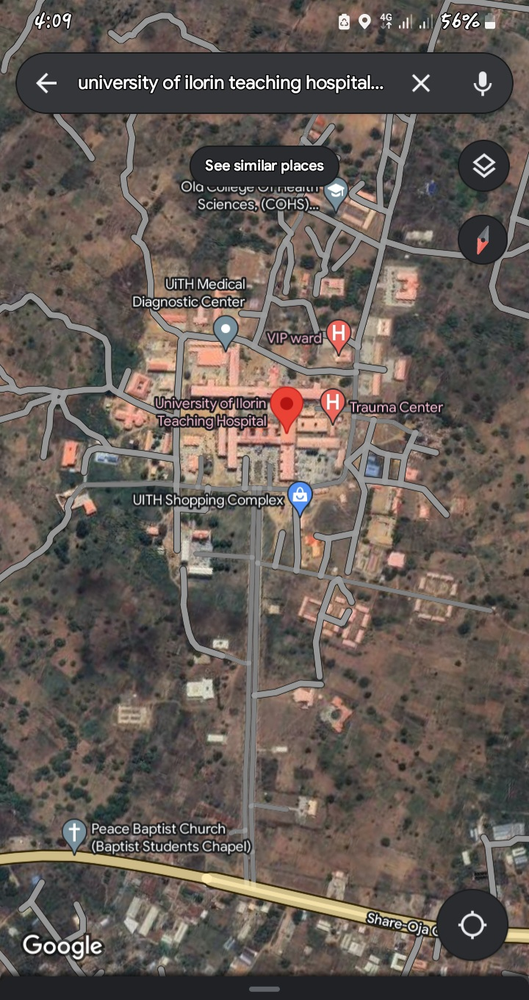 4:09
4G
56%
university of ilorin teaching hospital...
See similar places
Old College Of Health
Sciences, (COHS)...
UiTH Medical
Diagnostic Center
VIP ward
H
University of Ilorin
Teaching Hospital
H
Trauma Center
UITH Shopping Complex
Peace Baptist Church
(Baptist Students Chapel)
Share-Oja
Google